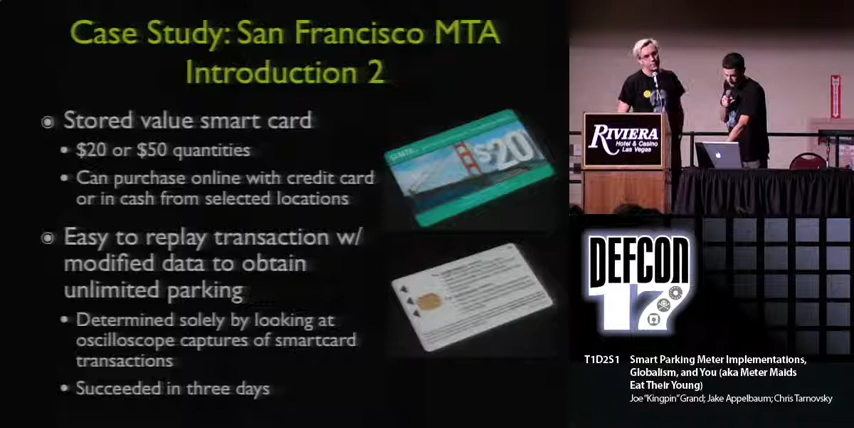 Case Study: San Francisco MTA
Introduction 2
Stored value smart card
$20 or $50 quantities
Can purchase online with credit card
or in cash from selected locations
Easy to replay transaction w/
modified data to obtain
unlimited parking
Determined solely by looking at
oscilloscope captures of smartcard
transactions
Succeeded in three days
$20
RIVIERA
Hotel & Casino
Las Vegas
DEFCON
17
T1D2S1 Smart Parking Meter Implementations,
Globalism, and You (aka Meter Maids
Eat Their Young)
Joe "Kingpin" Grand; Jake Appelbaum; Chris Tarnovsky